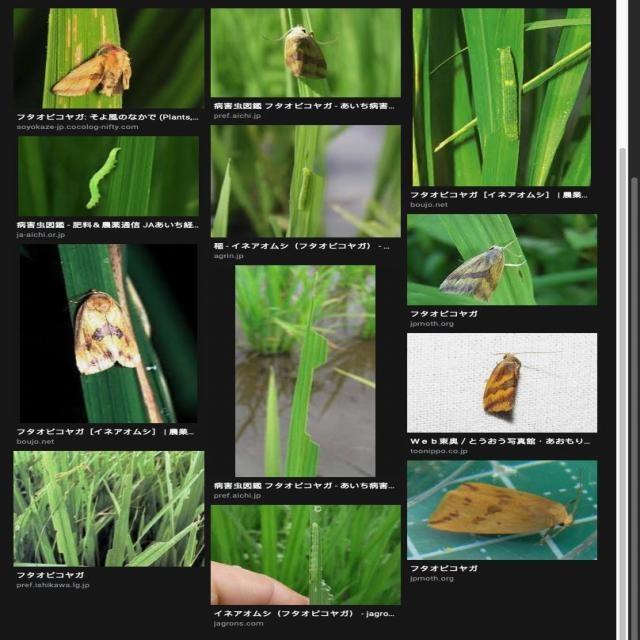 フタオビコヤガ: そよ風のなかで (Plants,...
soyokaze-jp.cocolog-nifty.com
病害虫図鑑 フタオビコヤガ - あいち病害...
pref.aichi.jp
フタオビコヤガ［イネアオムシ］ | 農業...
boujo.net
病害虫図鑑 - 肥料＆農薬通信 JAあいち経...
ja-aichi.or.jp
稲 - イネアオムシ（フタオビコヤガ） - ...
agrin.jp
フタオビコヤガ
jpmoth.org
フタオビコヤガ［イネアオムシ］ | 農業...
boujo.net
病害虫図鑑 フタオビコヤガ - あいち病害...
pref.aichi.jp
Ｗｅｂ東奥 / とうおう写真館・あおもり...
toonippo.co.jp
フタオビコヤガ
pref.ishikawa.lg.jp
イネアオムシ（フタオビコヤガ） - jagro...
jagrons.com
フタオビコヤガ
jpmoth.org